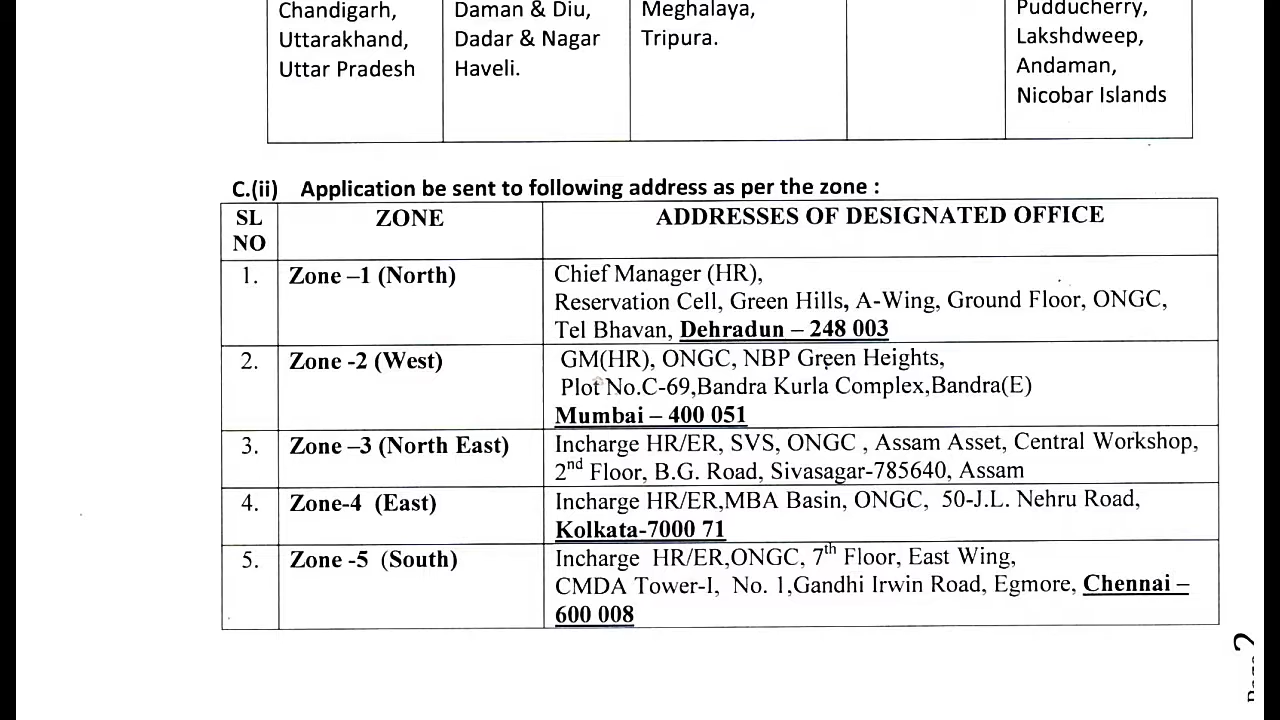 Chandigarh,
Uttarakhand,
Uttar Pradesh
Daman & Diu,
Dadar & Nagar
Haveli.
Meghalaya,
Tripura.
Pudducherry,
Lakshdweep,
Andaman,
Nicobar Islands
C.(ii) Application be sent to following address as per the zone :
SL NO
ZONE
ADDRESSES OF DESIGNATED OFFICE
1.
Zone –1 (North)
Chief Manager (HR),
Reservation Cell, Green Hills, A-Wing, Ground Floor, ONGC,
Tel Bhavan, Dehradun – 248 003
2.
Zone -2 (West)
GM(HR), ONGC, NBP Green Heights,
Plot No.C-69,Bandra Kurla Complex,Bandra(E)
Mumbai – 400 051
3.
Zone –3 (North East)
Incharge HR/ER, SVS, ONGC , Assam Asset, Central Workshop,
2nd Floor, B.G. Road, Sivasagar-785640, Assam
4.
Zone-4 (East)
Incharge HR/ER,MBA Basin, ONGC, 50-J.L. Nehru Road,
Kolkata-7000 71
5.
Zone -5 (South)
Incharge HR/ER,ONGC, 7th Floor, East Wing,
CMDA Tower-I, No. 1,Gandhi Irwin Road, Egmore, Chennai –
600 008
2